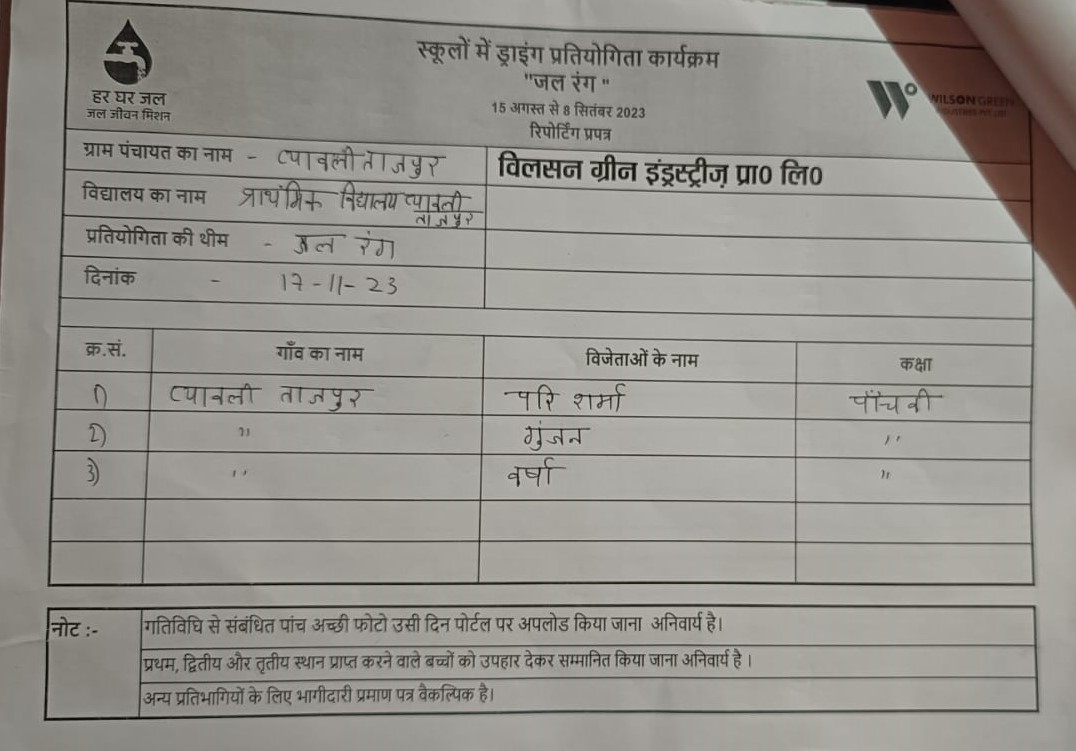 हर घर जल
जल जीवन मिशन
स्कूलों में ड्राइंग प्रतियोगिता कार्यक्रम
"जल रंग "
15 अगस्त से 8 सितंबर 2023
रिपोर्टिंग प्रपत्र
WILSON GREEN
ग्राम पंचायत का नाम - त्यावली ताजपुर
विलसन ग्रीन इंडस्ट्रीज़ प्रा0 लि0
विद्यालय का नाम प्राथमिक विद्यालय त्यावली
ताजपुर
प्रतियोगिता की थीम - जल रंग
दिनांक - 17-11-23
क्र.सं. गाँव का नाम विजेताओं के नाम कक्षा
1) त्यावली ताजपुर परि शर्मा पाँचवी
2) " गुंजन "
3) " वर्षा "
नोट :- गतिविधि से संबंधित पांच अच्छी फोटो उसी दिन पोर्टल पर अपलोड किया जाना अनिवार्य है।
प्रथम, द्वितीय और तृतीय स्थान प्राप्त करने वाले बच्चों को उपहार देकर सम्मानित किया जाना अनिवार्य है ।
अन्य प्रतिभागियों के लिए भागीदारी प्रमाण पत्र वैकल्पिक है।